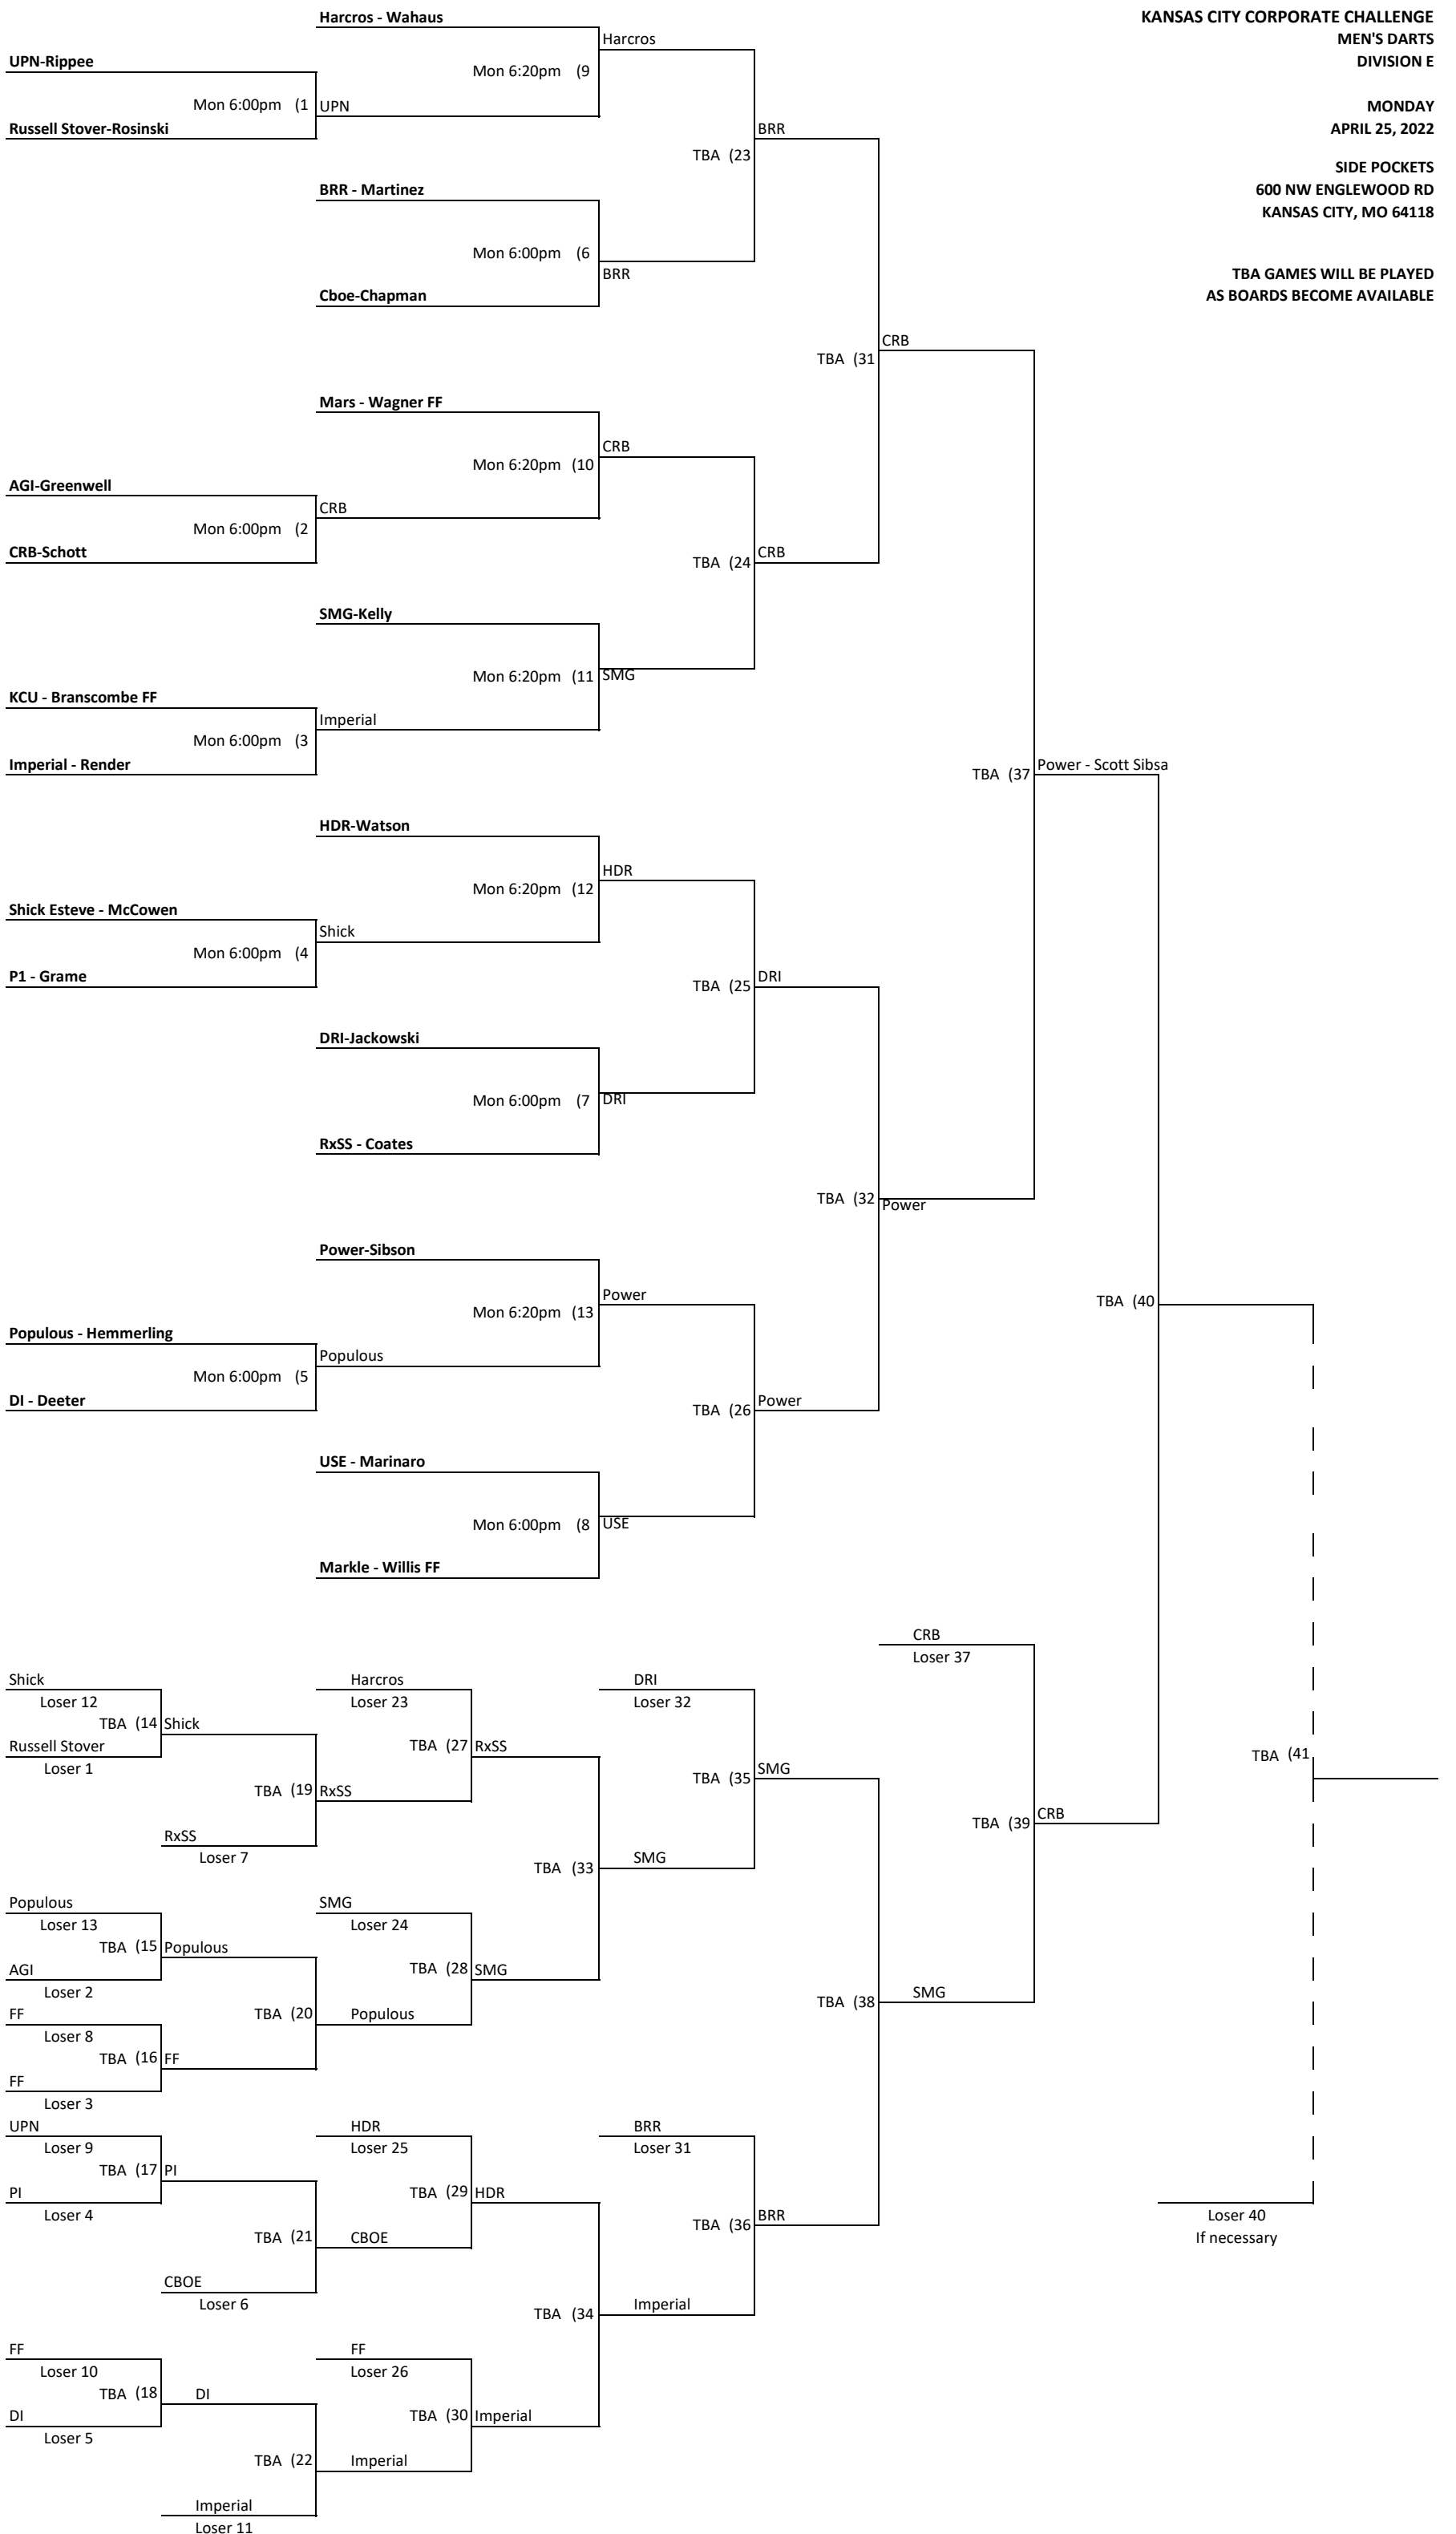 Harcros - Wahaus
KANSAS CITY CORPORATE CHALLENGE
MEN'S DARTS
DIVISION E
MONDAY
APRIL 25, 2022
SIDE POCKETS
600 NW ENGLEWOOD RD
KANSAS CITY, MO 64118
TBA GAMES WILL BE PLAYED
AS BOARDS BECOME AVAILABLE
Harcros
UPN-Rippee
Mon 6:20pm (9
Mon 6:00pm (1
UPN
Russell Stover-Rosinski
BRR
TBA (23
BRR - Martinez
Mon 6:00pm (6
BRR
Cboe-Chapman
CRB
TBA (31
Mars - Wagner FF
CRB
Mon 6:20pm (10
AGI-Greenwell
CRB
Mon 6:00pm (2
CRB-Schott
TBA (24
CRB
SMG-Kelly
Mon 6:20pm (11
SMG
KCU - Branscombe FF
Imperial
Mon 6:00pm (3
Imperial - Render
TBA (37
Power - Scott Sibsa
HDR-Watson
HDR
Mon 6:20pm (12
Shick Esteve - McCowen
Shick
Mon 6:00pm (4
P1 - Grame
TBA (25
DRI
DRI-Jackowski
Mon 6:00pm (7
DRI
RxSS - Coates
TBA (32
Power
Power-Sibson
Power
Mon 6:20pm (13
TBA (40
Populous - Hemmerling
Populous
Mon 6:00pm (5
DI - Deeter
TBA (26
Power
USE - Marinaro
Mon 6:00pm (8
USE
Markle - Willis FF
CRB
Loser 37
Shick
Loser 12
Harcros
Loser 23
DRI
Loser 32
TBA (14
Shick
Russell Stover
Loser 1
TBA (27
RxSS
TBA (41
TBA (35
SMG
TBA (19
RxSS
TBA (39
CRB
RxSS
Loser 7
TBA (33
SMG
Populous
Loser 13
SMG
Loser 24
TBA (15
Populous
AGI
Loser 2
TBA (28
SMG
FF
Loser 8
TBA (20
Populous
TBA (38
SMG
TBA (16
FF
FF
Loser 3
UPN
Loser 9
HDR
Loser 25
BRR
Loser 31
TBA (17
PI
PI
Loser 4
TBA (29
HDR
Loser 40
If necessary
TBA (36
BRR
TBA (21
CBOE
CBOE
Loser 6
TBA (34
Imperial
FF
Loser 10
FF
Loser 26
TBA (18
DI
DI
Loser 5
TBA (30
Imperial
TBA (22
Imperial
Imperial
Loser 11